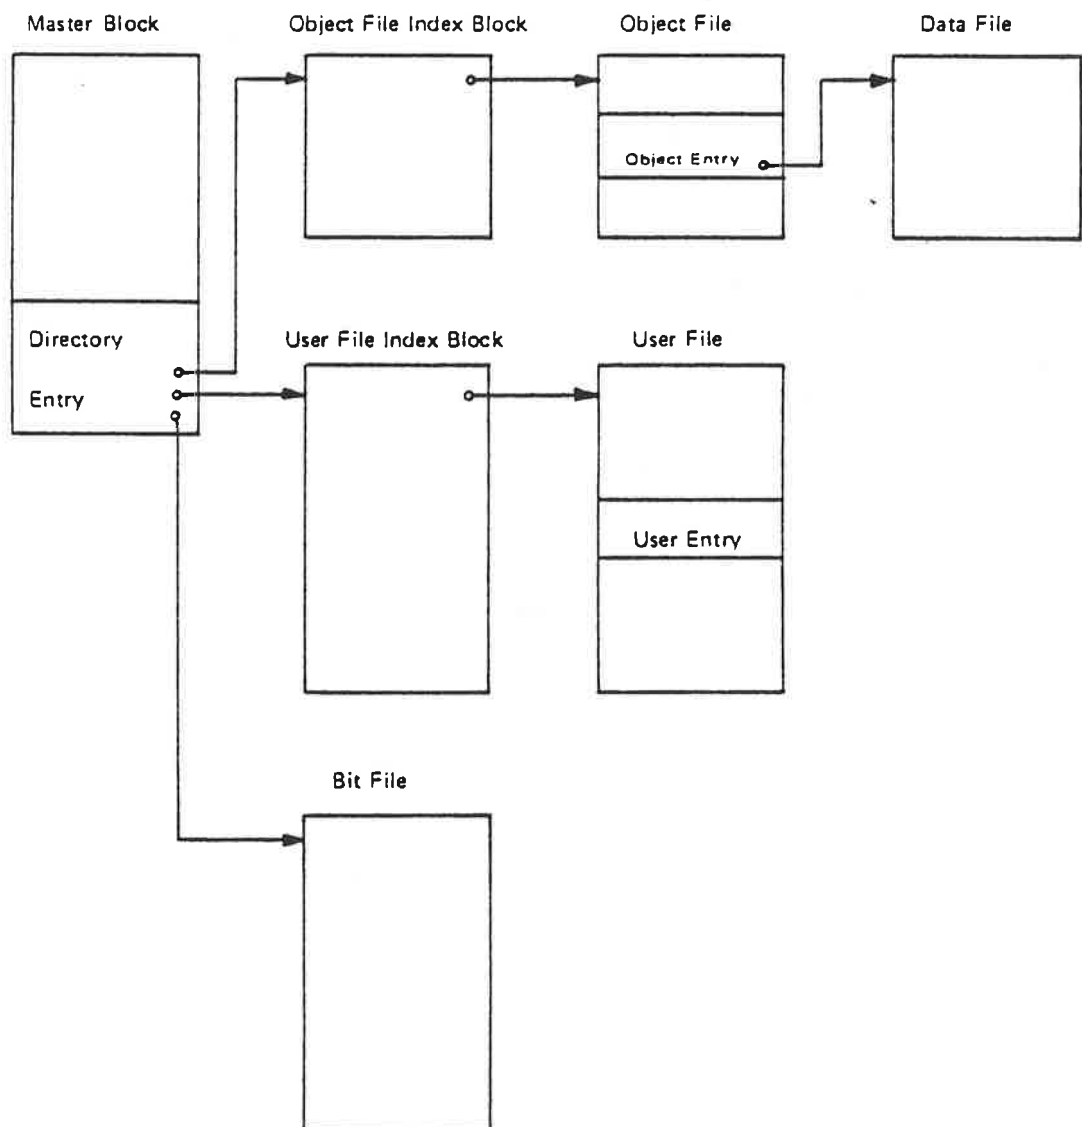 Master Block
Object File Index Block
Object File
Data File
Object Entry
Directory
Entry
User File Index Block
User File
User Entry
Bit File